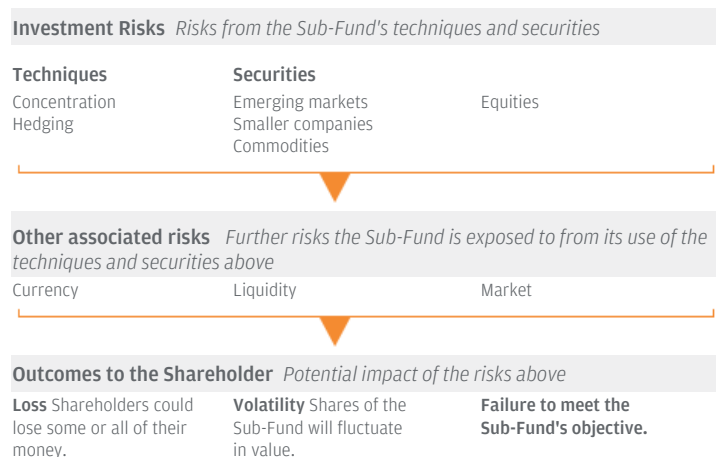 Investment Risks Risks from the Sub-Fund's techniques and securities
Techniques
Concentration
Hedging
Securities
Emerging markets
Smaller companies
Commodities
Equities
Other associated risks Further risks the Sub-Fund is exposed to from its use of the
techniques and securities above
Currency
Liquidity
Market
Outcomes to the Shareholder Potential impact of the risks above
Loss Shareholders could
lose some or all of their
money.
Volatility Shares of the
Sub-Fund will fluctuate
in value.
Failure to meet the
Sub-Fund's objective.